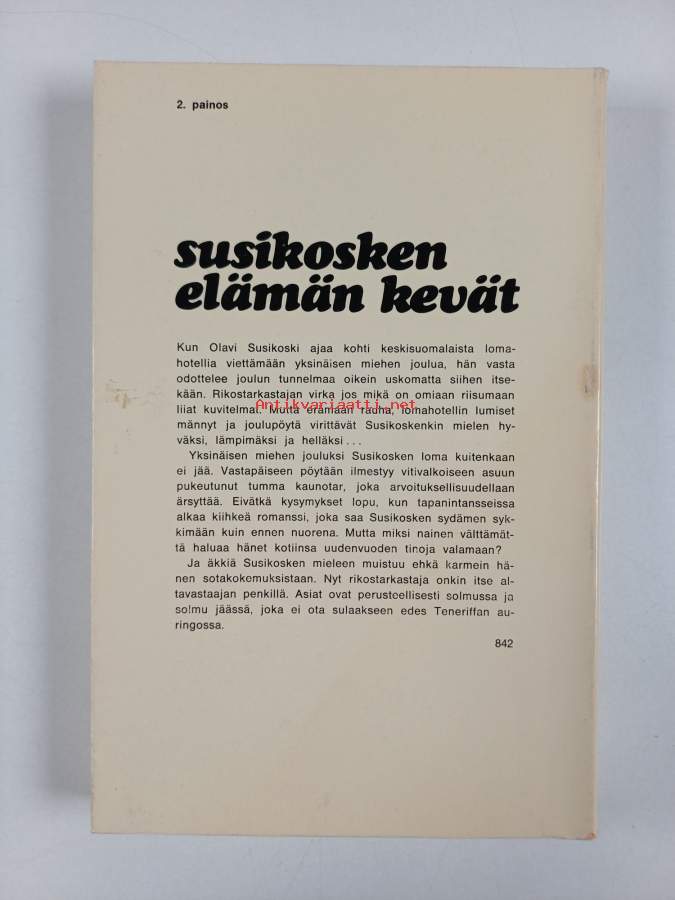 2. painos
susikosken
elämän kevät
Kun Olavi Susikoski ajaa kohti keskisuomalaista loma-
hotellia viettämään yksinäisen miehen joulua, hän vasta
odottelee joulun tunnelmaa oikein uskomatta siihen itse-
kään. Rikostarkastajan virka jos mikä on omiaan riisumaan
liiat kuvitelmat. Mutta erämaan rauha, lomahotellin lumiset
Antikvariaatti.net
männyt ja joulupöytä virittävät Susikoskenkin mielen hy-
väksi, lämpimäksi ja helläksi...
Yksinäisen miehen jouluksi Susikosken loma kuitenkaan
ei jää. Vastapäiseen pöytään ilmestyy vitivalkoiseen asuun
pukeutunut tumma kaunotar, joka arvoituksellisuudellaan
ärsyttää. Eivätkä kysymykset lopu, kun tapanintansseissa
alkaa kiihkeä romanssi, joka saa Susikosken sydämen syk-
kimään kuin ennen nuorena. Mutta miksi nainen välttämät-
tä haluaa hänet kotiinsa uudenvuoden tinoja valamaan?
Ja äkkiä Susikosken mieleen muistuu ehkä karmein hä-
nen sotakokemuksistaan. Nyt rikostarkastaja onkin itse al-
tavastaajan penkillä. Asiat ovat perusteellisesti solmussa ja
solmu jäässä, joka ei ota sulaakseen edes Teneriffan au-
ringossa.
842